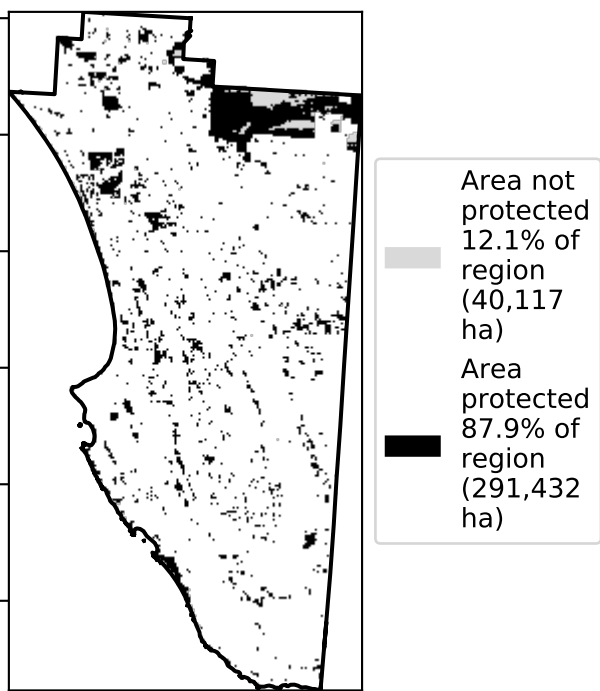 Area not
protected
12.1% of
region
(40,117
ha)
Area
protected
87.9% of
region
(291,432
ha)